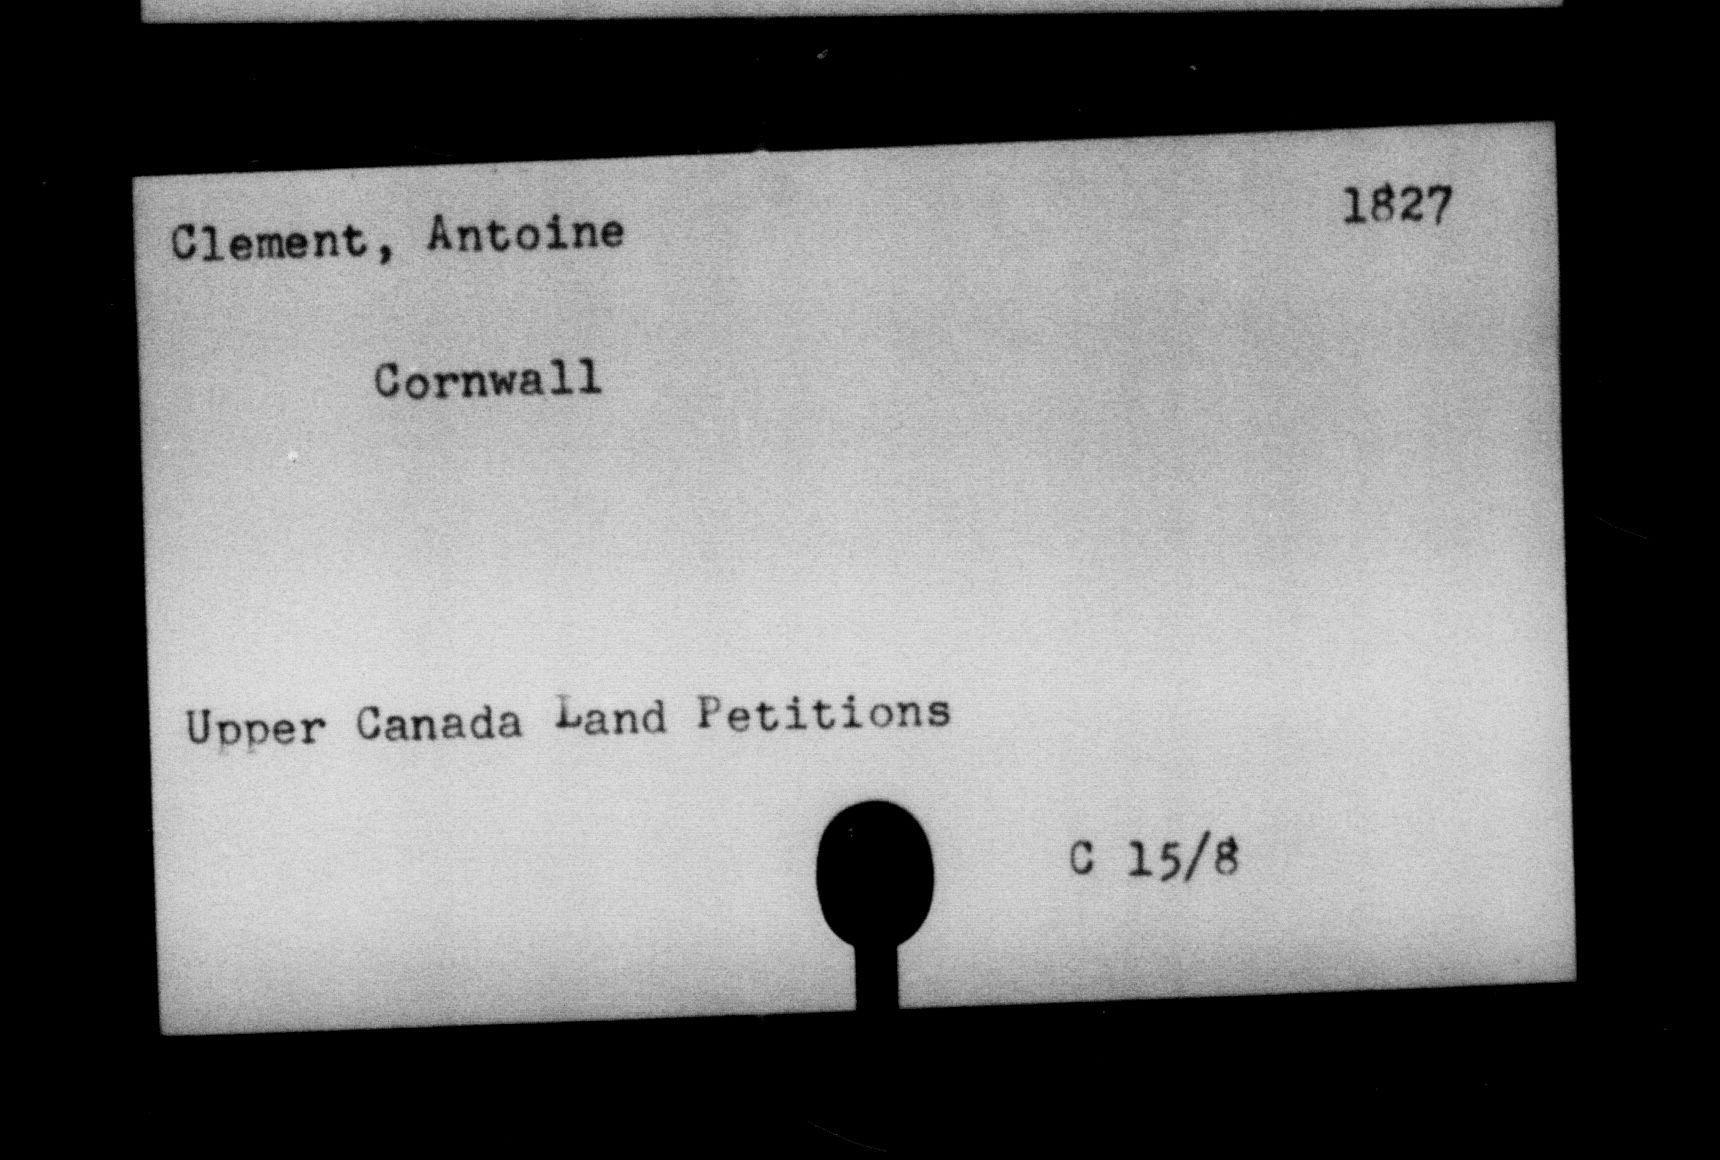 Clement, Antoine 1827
Cornwall
Upper Canada Land Petitions
C 15/8